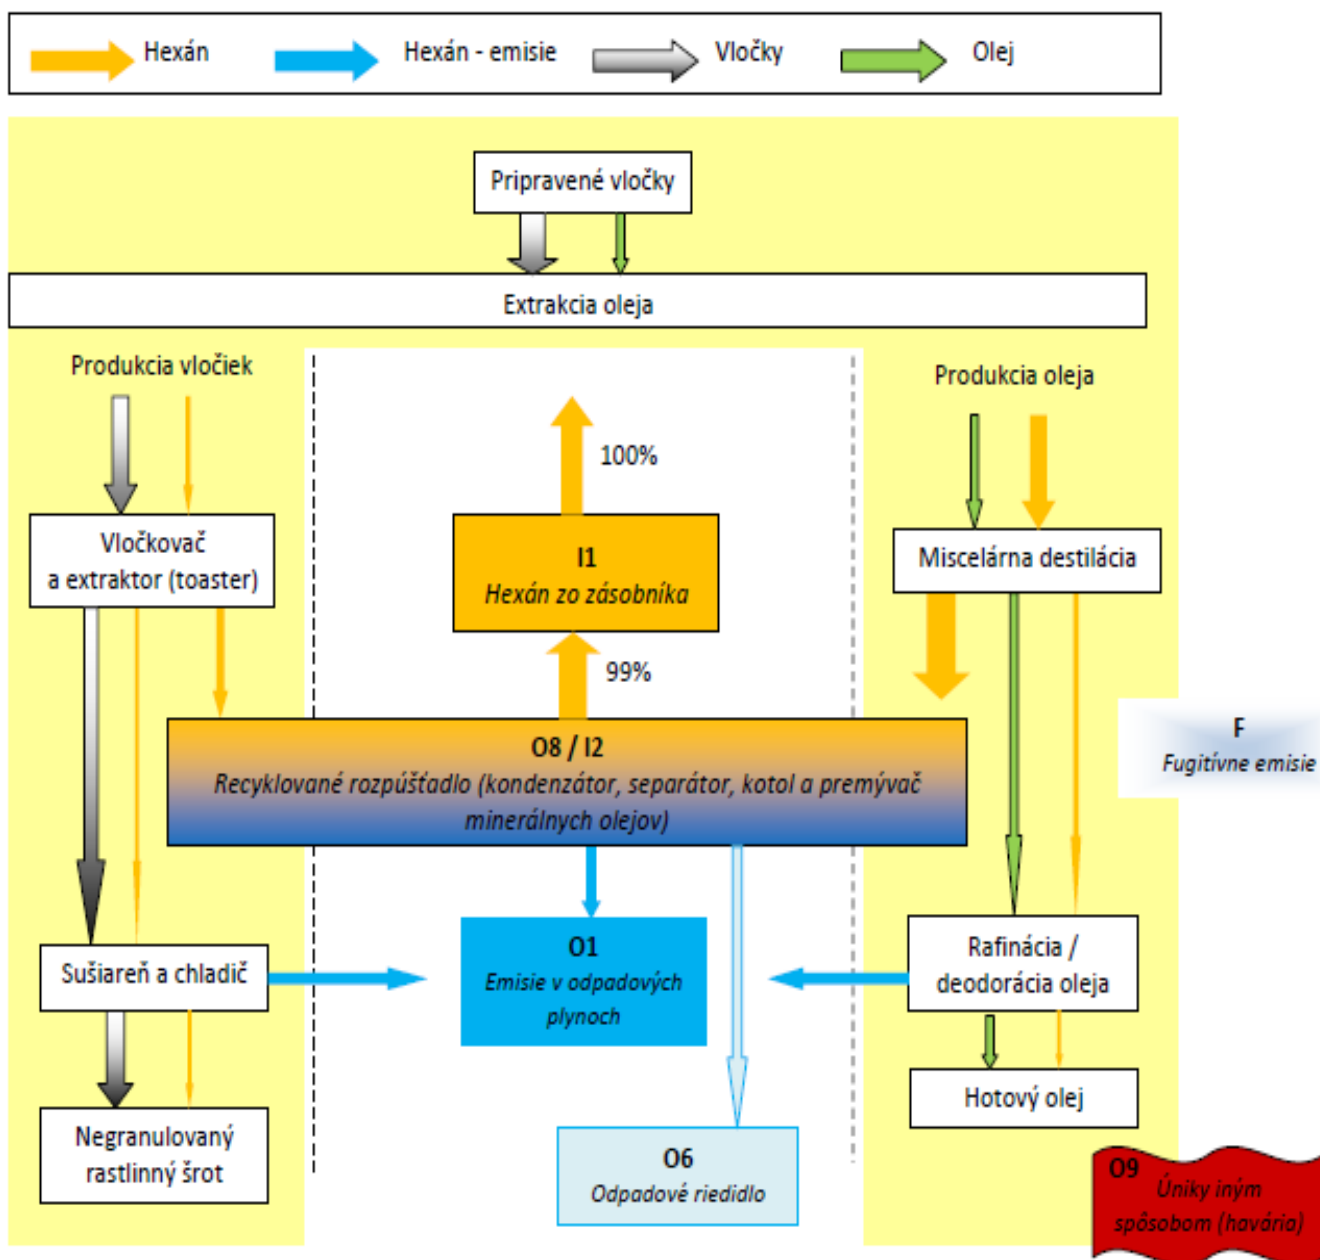 Hexán
Hexán - emisie
Vločky
Olej
Pripravené vločky
Extrakcia oleja
Produkcia vločiek
Produkcia oleja
100%
Vločkovač
a extraktor (toaster)
I1
Hexán zo zásobníka
Miscelárna destilácia
99%
O8 / I2
Recyklované rozpúšťadlo (kondenzátor, separátor, kotol a premývač
minerálnych olejov)
F
Fugitívne emisie
Sušiareň a chladič
O1
Emisie v odpadových
plynoch
Rafinácia /
deodorácia oleja
Hotový olej
Negranulovaný
rastlinný šrot
O6
Odpadové riedidlo
O9
Úniky iným
spôsobom (havária)